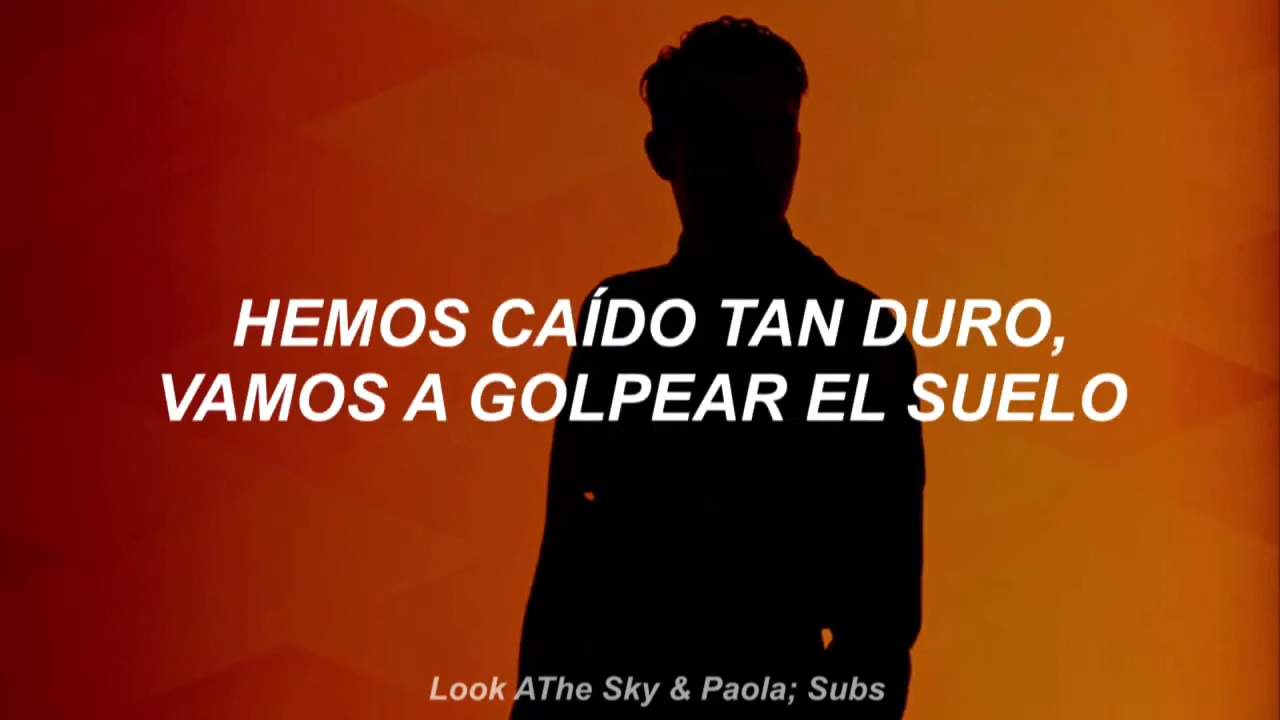 HEMOS CAÍDO TAN DURO,
VAMOS A GOLPEAR EL SUELO
Look AThe Sky & Paola; Subs